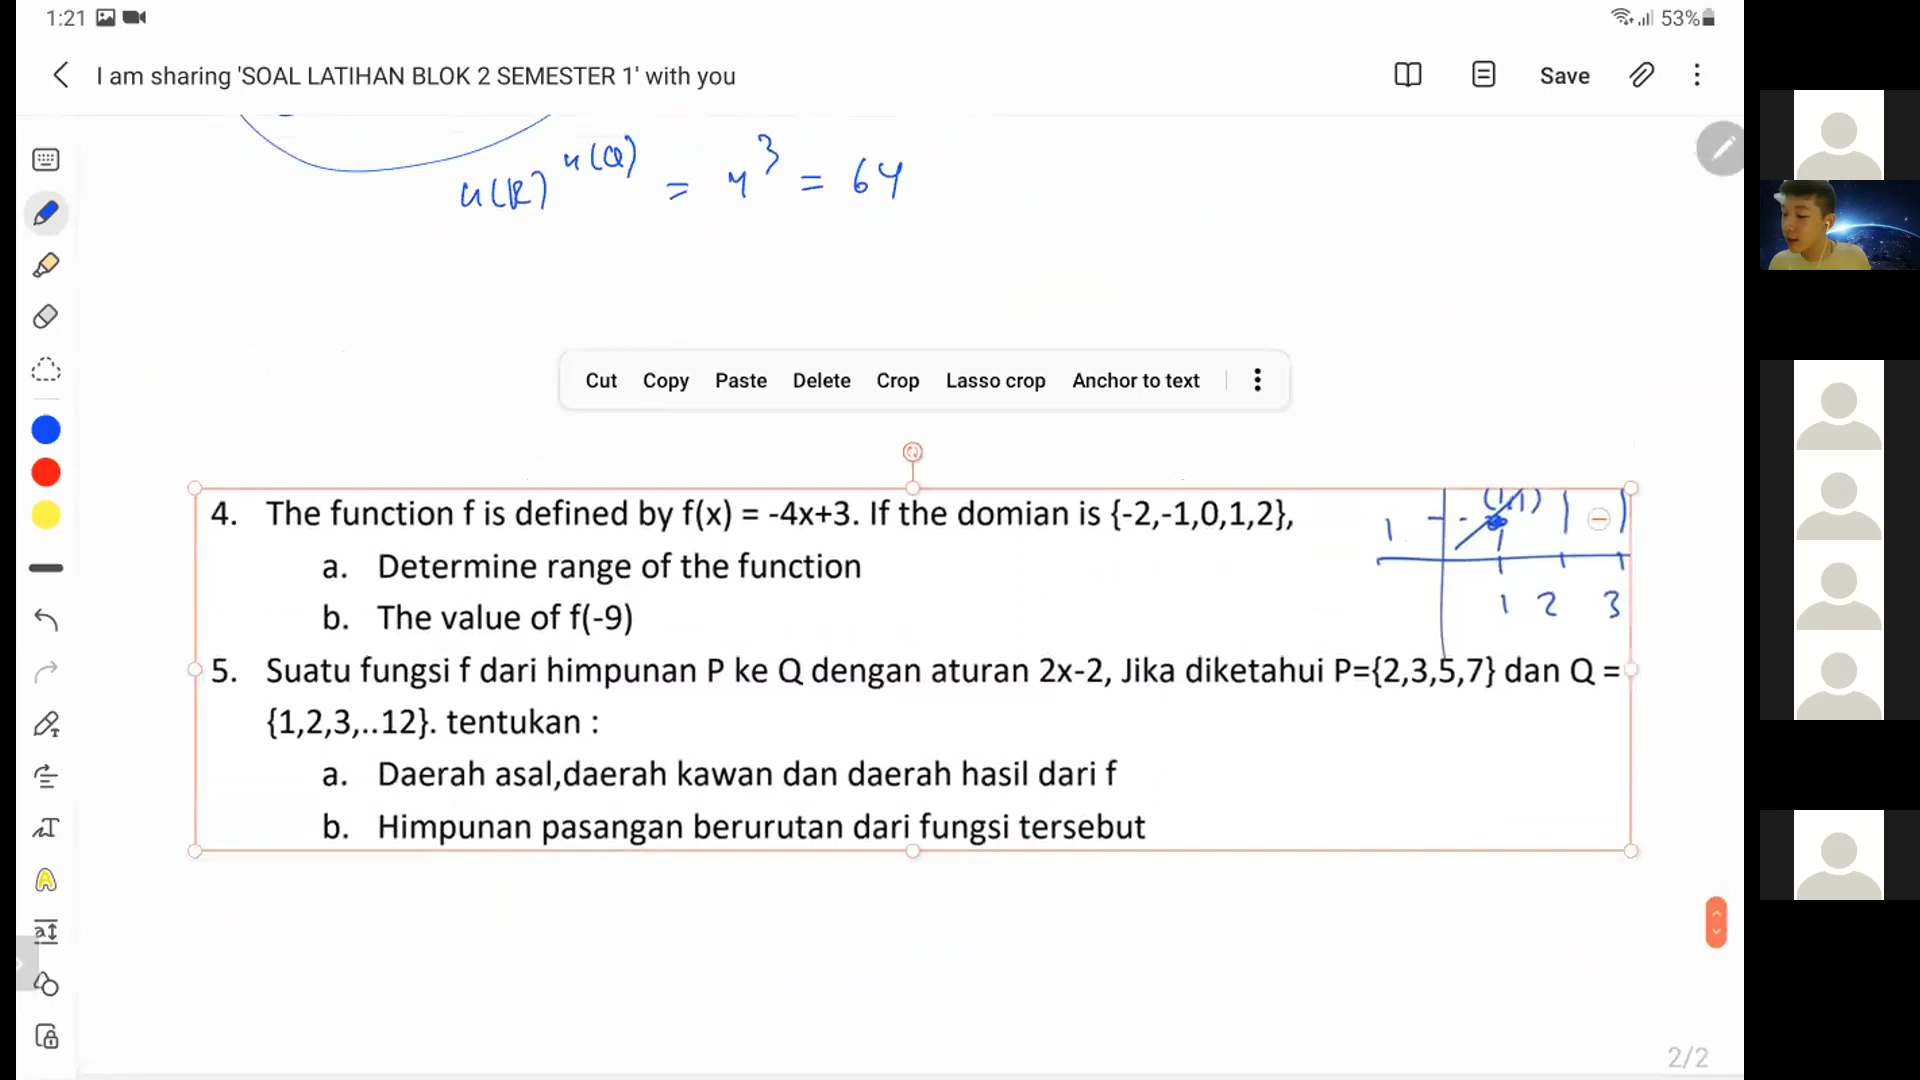 1:21 53%
I am sharing 'SOAL LATIHAN BLOK 2 SEMESTER 1' with you Save
n(R)^n(Q) = 4^3 = 64
Cut Copy Paste Delete Crop Lasso crop Anchor to text
4. The function f is defined by f(x) = -4x+3. If the domian is {-2,-1,0,1,2},
a. Determine range of the function
b. The value of f(-9)
1
1 2 3
5. Suatu fungsi f dari himpunan P ke Q dengan aturan 2x-2, Jika diketahui P={2,3,5,7} dan Q =
{1,2,3,..12}. tentukan :
a. Daerah asal,daerah kawan dan daerah hasil dari f
b. Himpunan pasangan berurutan dari fungsi tersebut
2/2